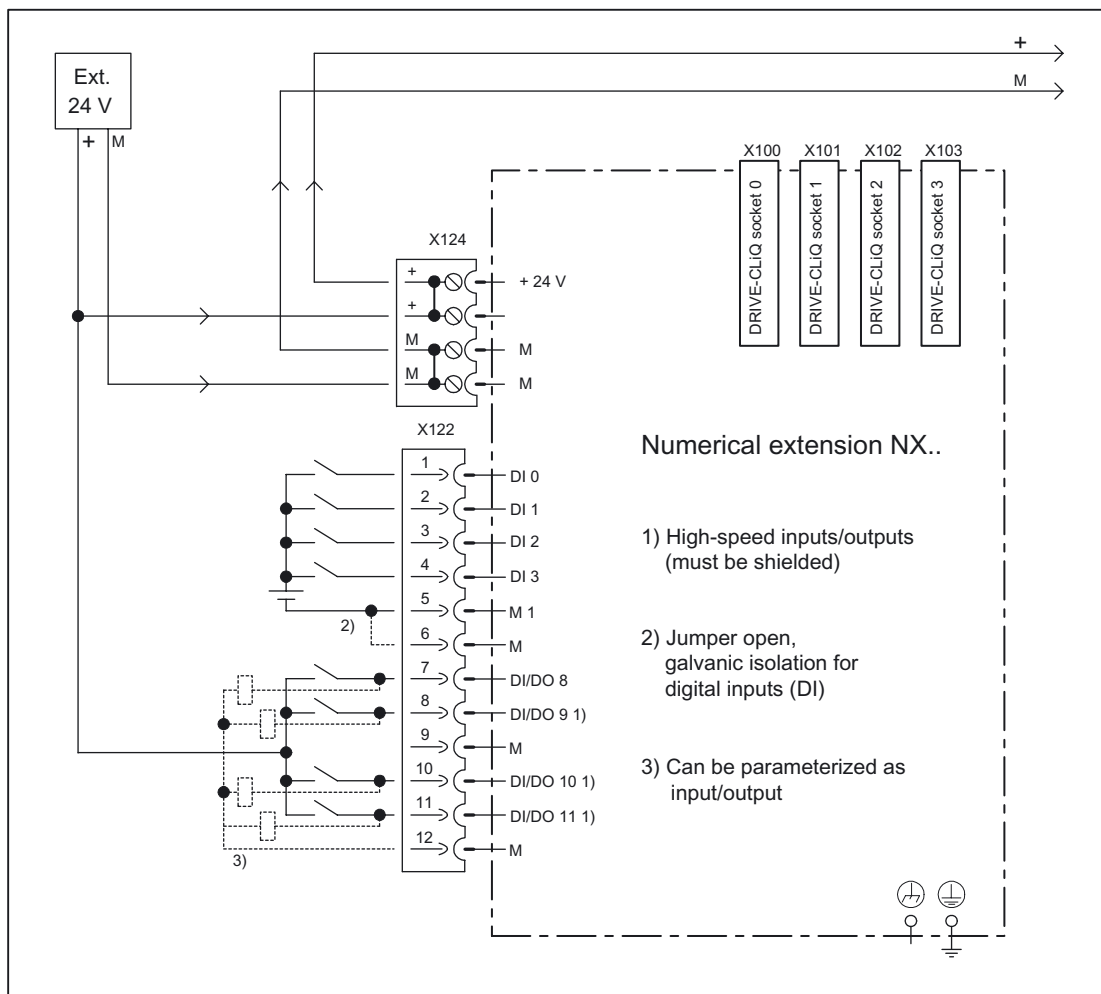 +
M
Ext.
24 V
+ M
X100 X101 X102 X103
DRIVE-CLiQ socket 0
DRIVE-CLiQ socket 1
DRIVE-CLiQ socket 2
DRIVE-CLiQ socket 3
X124
+ + 24 V
+
M M
M M
X122
1 DI 0
2 DI 1
3 DI 2
4 DI 3
5 M 1
2)
6 M
7 DI/DO 8
8 DI/DO 9 1)
9 M
10 DI/DO 10 1)
11 DI/DO 11 1)
12 M
3)
Numerical extension NX..
1) High-speed inputs/outputs
(must be shielded)
2) Jumper open,
galvanic isolation for
digital inputs (DI)
3) Can be parameterized as
input/output